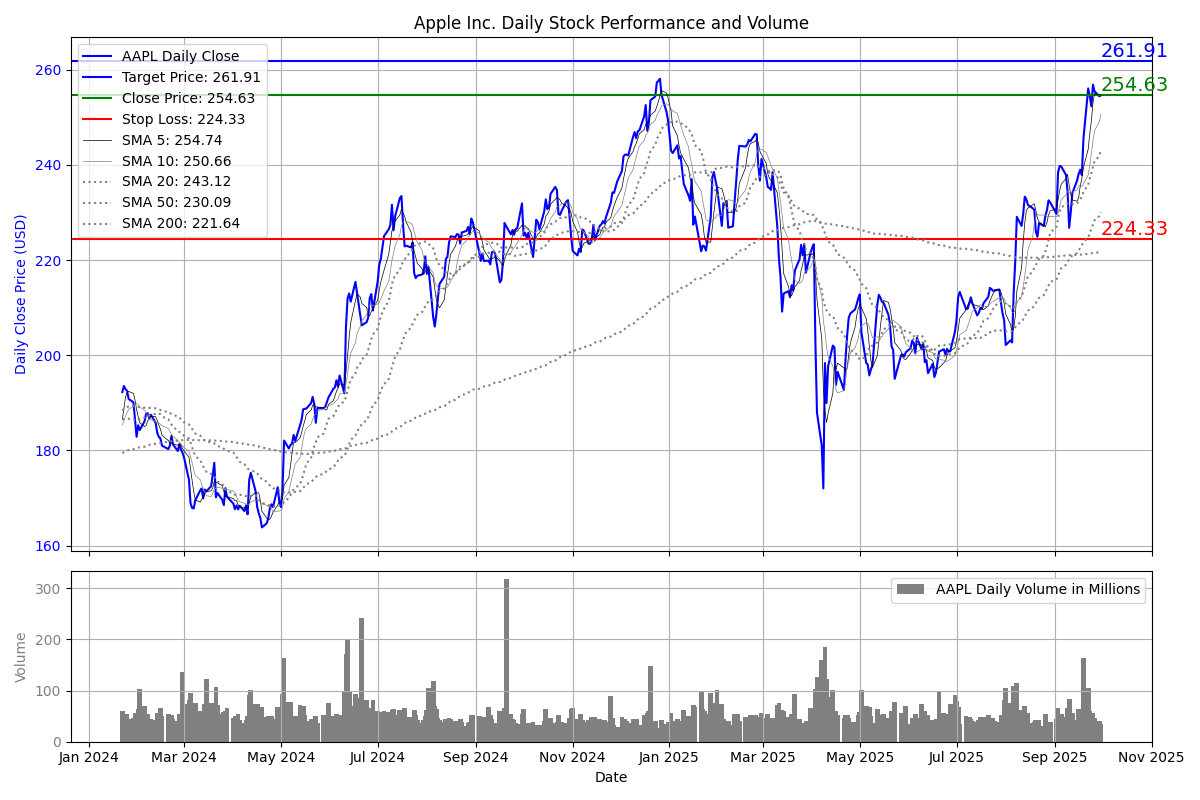 Apple Inc. Daily Stock Performance and Volume
261.91
254.63
224.33
AAPL Daily Close
Target Price: 261.91
Close Price: 254.63
Stop Loss: 224.33
SMA 5: 254.74
SMA 10: 250.66
SMA 20: 243.12
SMA 50: 230.09
SMA 200: 221.64
Daily Close Price (USD)
260
240
220
200
180
160
AAPL Daily Volume in Millions
Volume
300
200
100
0
Jan 2024 Mar 2024 May 2024 Jul 2024 Sep 2024 Nov 2024 Jan 2025 Mar 2025 May 2025 Jul 2025 Sep 2025 Nov 2025
Date